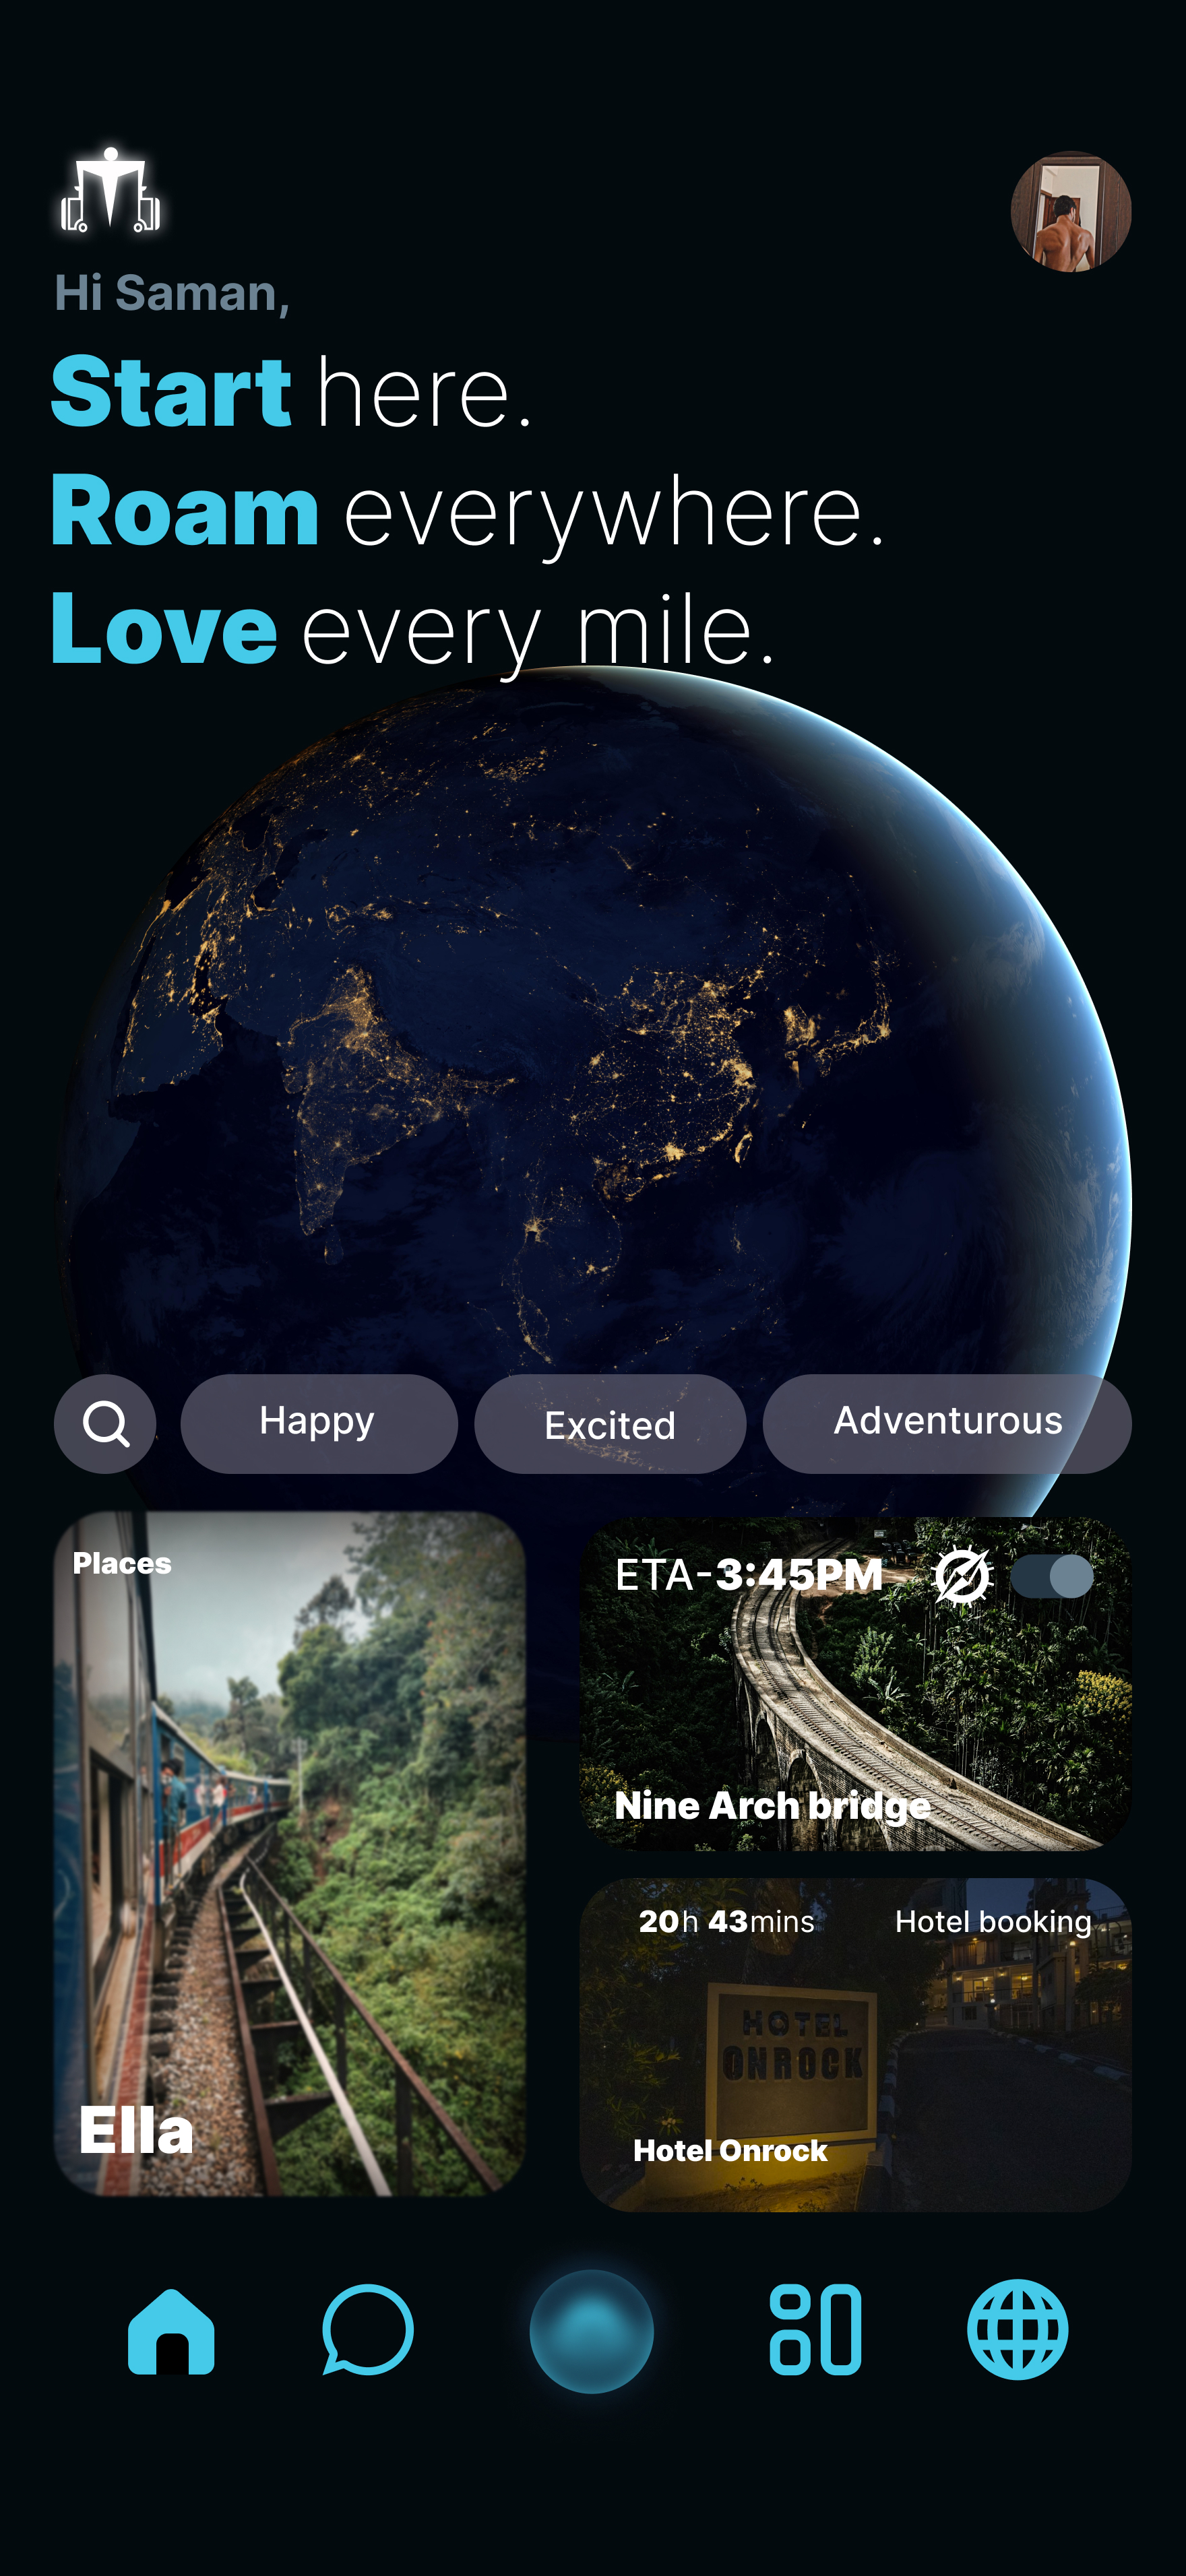 Hi Saman,
Start here.
Roam everywhere.
Love every mile.
Happy
Excited
Adventurous
Places
Ella
ETA-3:45PM
Nine Arch bridge
20h 43mins
Hotel booking
HOTEL
ONROCK
Hotel Onrock